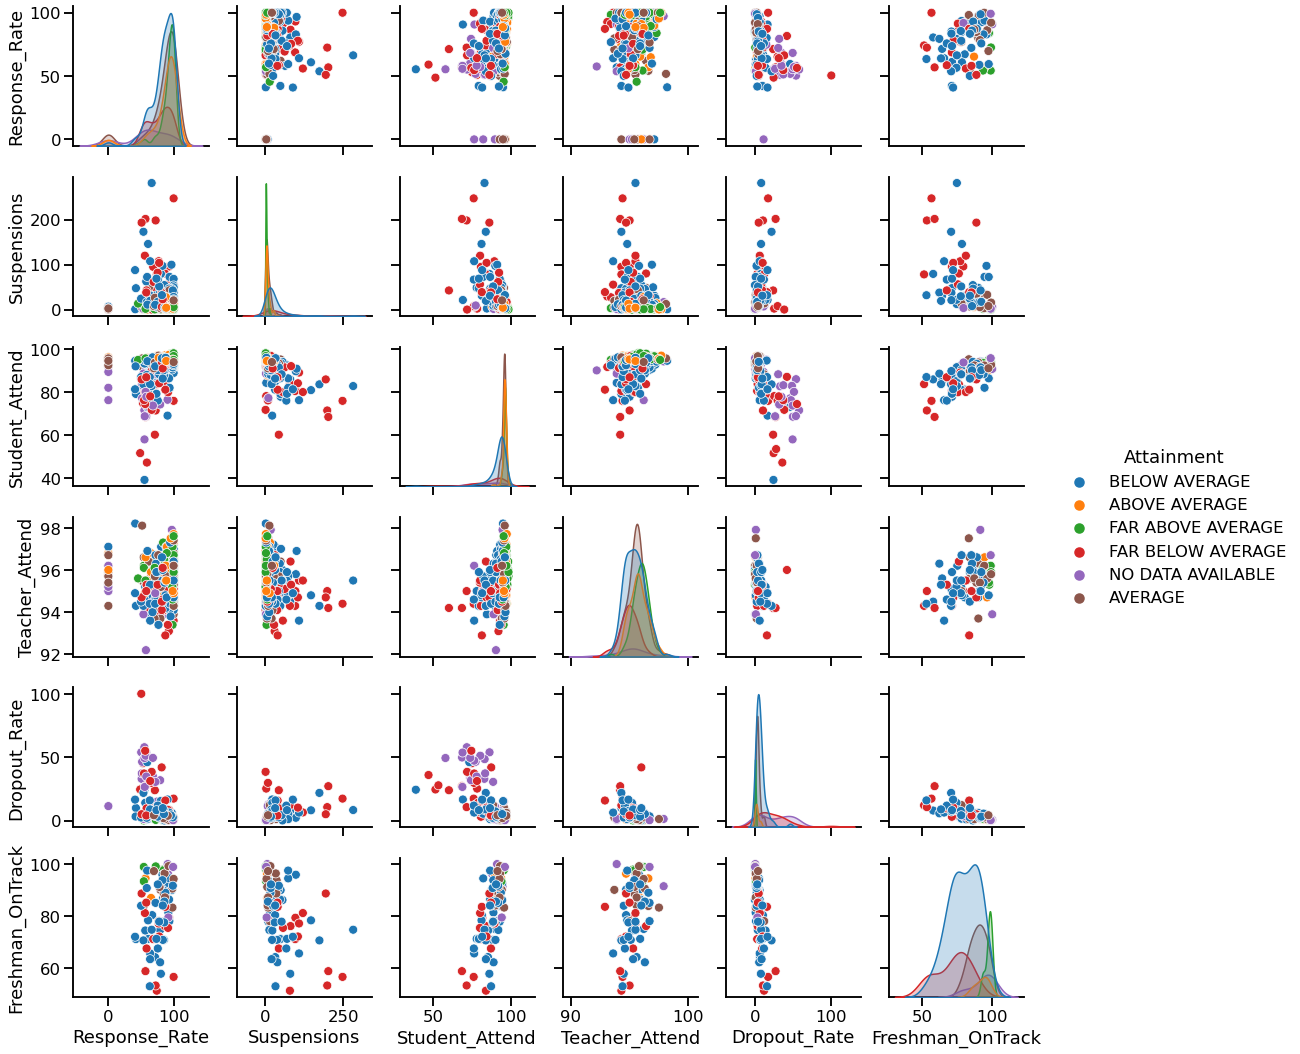 Response_Rate
100
50
0
Suspensions
200
100
0
Student_Attend
100
80
60
40
Teacher_Attend
98
96
94
92
Dropout_Rate
100
50
0
Freshman_OnTrack
100
80
60
0 100
0 250
50 100
90 100
0 100
50 100
Response_Rate
Suspensions
Student_Attend
Teacher_Attend
Dropout_Rate
Freshman_OnTrack
Attainment
BELOW AVERAGE
ABOVE AVERAGE
FAR ABOVE AVERAGE
FAR BELOW AVERAGE
NO DATA AVAILABLE
AVERAGE